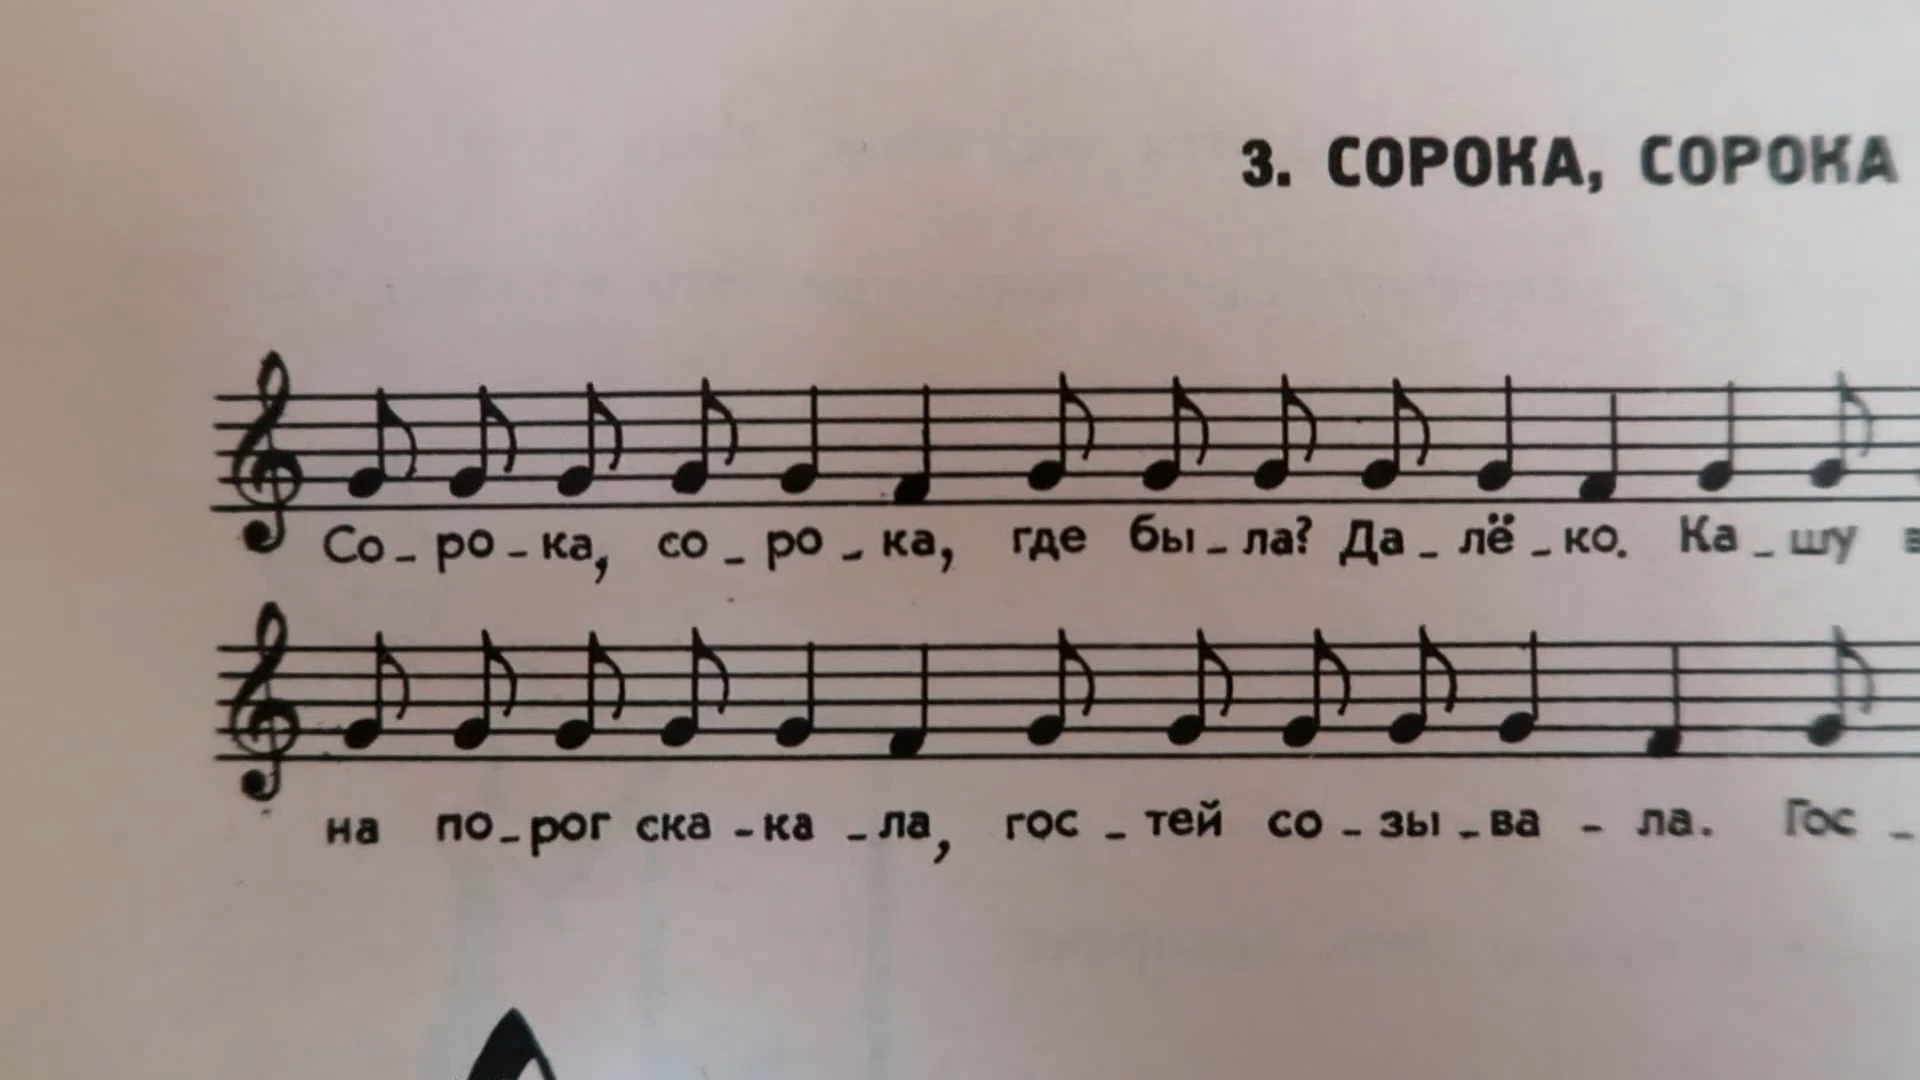 3. СОРОКА, СОРОКА
Со-ро-ка, со-ро-ка, где бы-ла? Да-лё-ко. Ка-шу
на по-рог ска-ка-ла, гос-тей со-зы-ва-ла. Гос-